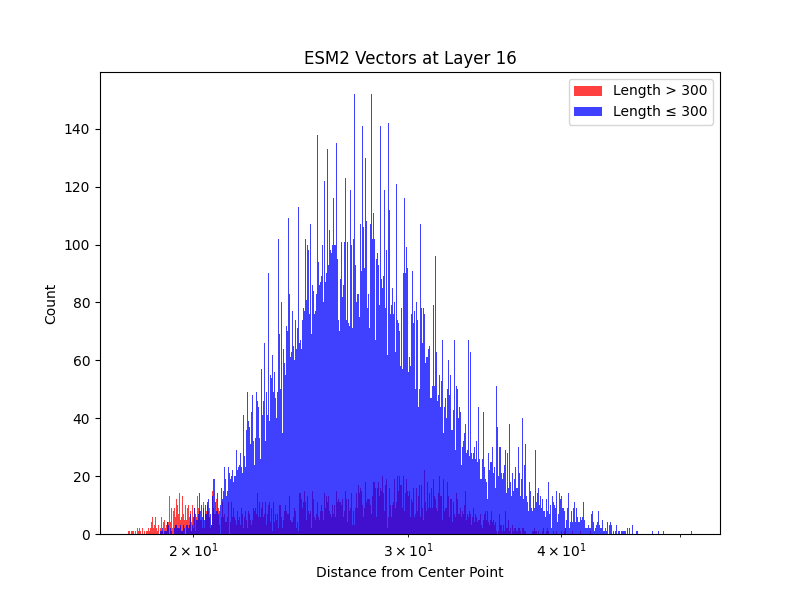 ESM2 Vectors at Layer 16
Length > 300
Length ≤ 300
Count
140
120
100
80
60
40
20
0
2 × 10¹
3 × 10¹
4 × 10¹
Distance from Center Point